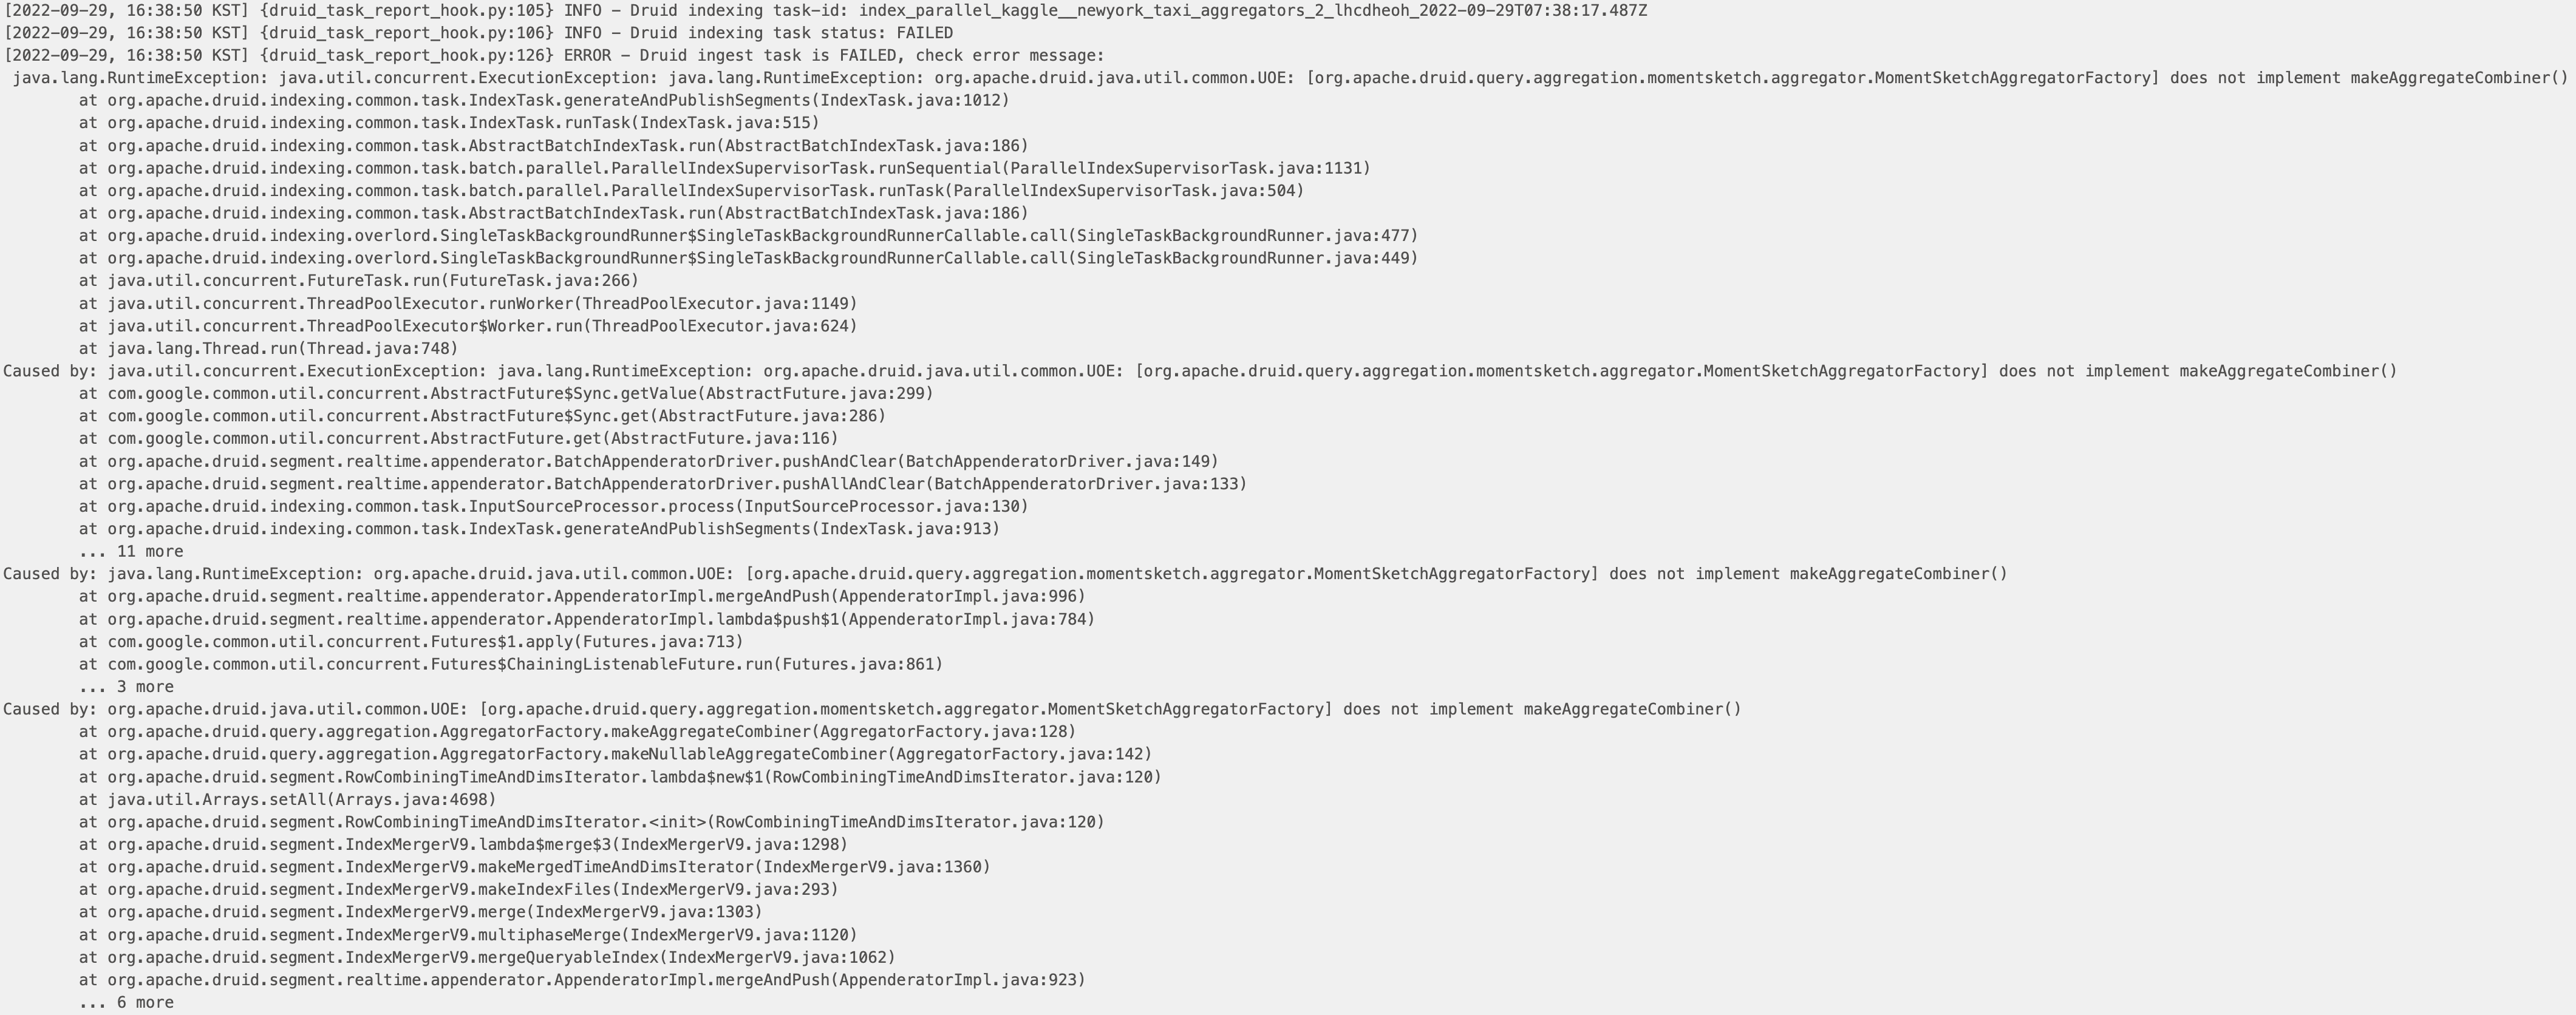 [2022-09-29, 16:38:50 KST] {druid_task_report_hook.py:105} INFO - Druid indexing task-id: index_parallel_kaggle__newyork_taxi_aggregators_2_lhcdheoh_2022-09-29T07:38:17.487Z
[2022-09-29, 16:38:50 KST] {druid_task_report_hook.py:106} INFO - Druid indexing task status: FAILED
[2022-09-29, 16:38:50 KST] {druid_task_report_hook.py:126} ERROR - Druid ingest task is FAILED, check error message:
java.lang.RuntimeException: java.util.concurrent.ExecutionException: java.lang.RuntimeException: org.apache.druid.java.util.common.UOE: [org.apache.druid.query.aggregation.momentsketch.aggregator.MomentSketchAggregatorFactory] does not implement makeAggregateCombiner()
at org.apache.druid.indexing.common.task.IndexTask.generateAndPublishSegments(IndexTask.java:1012)
at org.apache.druid.indexing.common.task.IndexTask.runTask(IndexTask.java:515)
at org.apache.druid.indexing.common.task.AbstractBatchIndexTask.run(AbstractBatchIndexTask.java:186)
at org.apache.druid.indexing.common.task.batch.parallel.ParallelIndexSupervisorTask.runSequential(ParallelIndexSupervisorTask.java:1131)
at org.apache.druid.indexing.common.task.batch.parallel.ParallelIndexSupervisorTask.runTask(ParallelIndexSupervisorTask.java:504)
at org.apache.druid.indexing.common.task.AbstractBatchIndexTask.run(AbstractBatchIndexTask.java:186)
at org.apache.druid.indexing.overlord.SingleTaskBackgroundRunner$SingleTaskBackgroundRunnerCallable.call(SingleTaskBackgroundRunner.java:477)
at org.apache.druid.indexing.overlord.SingleTaskBackgroundRunner$SingleTaskBackgroundRunnerCallable.call(SingleTaskBackgroundRunner.java:449)
at java.util.concurrent.FutureTask.run(FutureTask.java:266)
at java.util.concurrent.ThreadPoolExecutor.runWorker(ThreadPoolExecutor.java:1149)
at java.util.concurrent.ThreadPoolExecutor$Worker.run(ThreadPoolExecutor.java:624)
at java.lang.Thread.run(Thread.java:748)
Caused by: java.util.concurrent.ExecutionException: java.lang.RuntimeException: org.apache.druid.java.util.common.UOE: [org.apache.druid.query.aggregation.momentsketch.aggregator.MomentSketchAggregatorFactory] does not implement makeAggregateCombiner()
at com.google.common.util.concurrent.AbstractFuture$Sync.getValue(AbstractFuture.java:299)
at com.google.common.util.concurrent.AbstractFuture$Sync.get(AbstractFuture.java:286)
at com.google.common.util.concurrent.AbstractFuture.get(AbstractFuture.java:116)
at org.apache.druid.segment.realtime.appenderator.BatchAppenderatorDriver.pushAndClear(BatchAppenderatorDriver.java:149)
at org.apache.druid.segment.realtime.appenderator.BatchAppenderatorDriver.pushAllAndClear(BatchAppenderatorDriver.java:133)
at org.apache.druid.indexing.common.task.InputSourceProcessor.process(InputSourceProcessor.java:130)
at org.apache.druid.indexing.common.task.IndexTask.generateAndPublishSegments(IndexTask.java:913)
... 11 more
Caused by: java.lang.RuntimeException: org.apache.druid.java.util.common.UOE: [org.apache.druid.query.aggregation.momentsketch.aggregator.MomentSketchAggregatorFactory] does not implement makeAggregateCombiner()
at org.apache.druid.segment.realtime.appenderator.AppenderatorImpl.mergeAndPush(AppenderatorImpl.java:996)
at org.apache.druid.segment.realtime.appenderator.AppenderatorImpl.lambda$push$1(AppenderatorImpl.java:784)
at com.google.common.util.concurrent.Futures$1.apply(Futures.java:713)
at com.google.common.util.concurrent.Futures$ChainingListenableFuture.run(Futures.java:861)
... 3 more
Caused by: org.apache.druid.java.util.common.UOE: [org.apache.druid.query.aggregation.momentsketch.aggregator.MomentSketchAggregatorFactory] does not implement makeAggregateCombiner()
at org.apache.druid.query.aggregation.AggregatorFactory.makeAggregateCombiner(AggregatorFactory.java:128)
at org.apache.druid.query.aggregation.AggregatorFactory.makeNullableAggregateCombiner(AggregatorFactory.java:142)
at org.apache.druid.segment.RowCombiningTimeAndDimsIterator.lambda$new$1(RowCombiningTimeAndDimsIterator.java:120)
at java.util.Arrays.setAll(Arrays.java:4698)
at org.apache.druid.segment.RowCombiningTimeAndDimsIterator.<init>(RowCombiningTimeAndDimsIterator.java:120)
at org.apache.druid.segment.IndexMergerV9.lambda$merge$3(IndexMergerV9.java:1298)
at org.apache.druid.segment.IndexMergerV9.makeMergedTimeAndDimsIterator(IndexMergerV9.java:1360)
at org.apache.druid.segment.IndexMergerV9.makeIndexFiles(IndexMergerV9.java:293)
at org.apache.druid.segment.IndexMergerV9.merge(IndexMergerV9.java:1303)
at org.apache.druid.segment.IndexMergerV9.multiphaseMerge(IndexMergerV9.java:1120)
at org.apache.druid.segment.IndexMergerV9.mergeQueryableIndex(IndexMergerV9.java:1062)
at org.apache.druid.segment.realtime.appenderator.AppenderatorImpl.mergeAndPush(AppenderatorImpl.java:923)
... 6 more